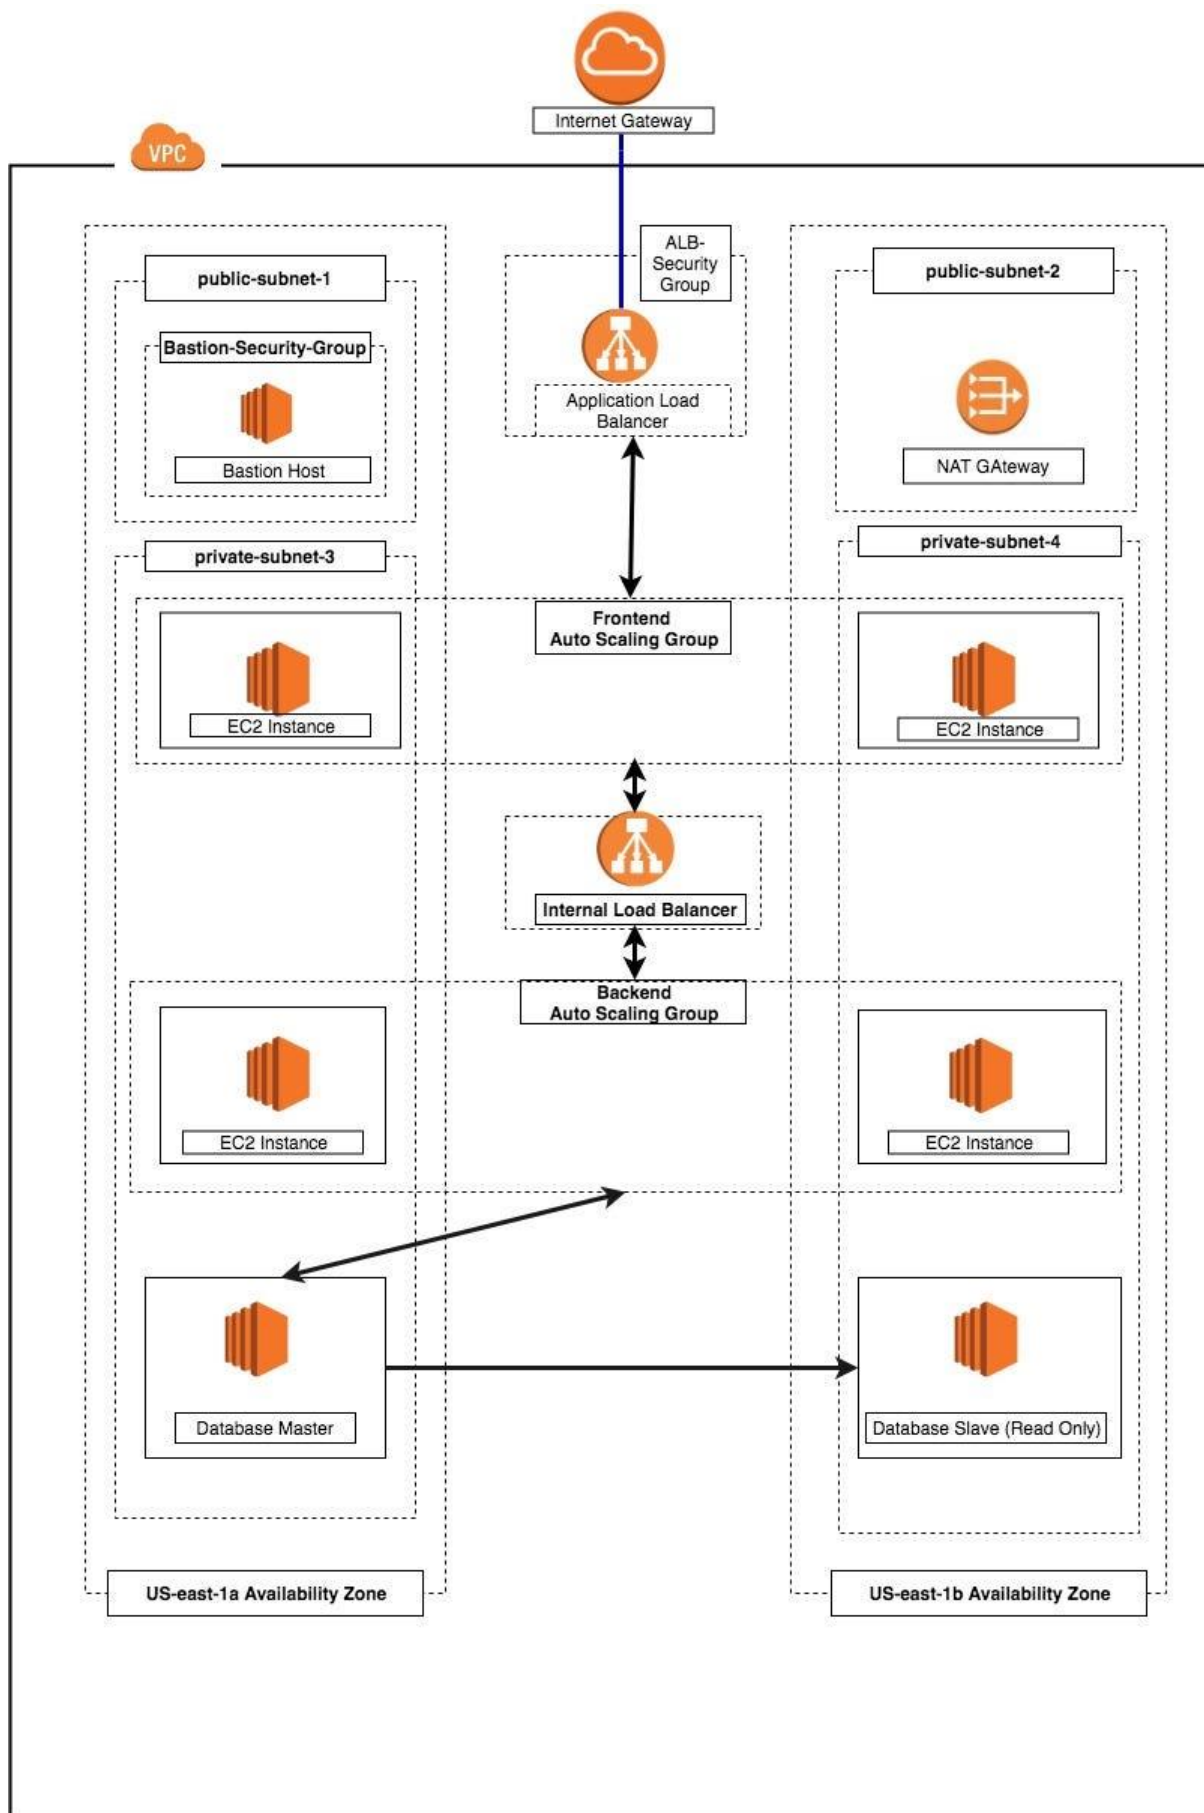 Internet Gateway
VPC
ALB-
Security
Group
public-subnet-1
public-subnet-2
Bastion-Security-Group
Bastion Host
Application Load
Balancer
NAT GAteway
private-subnet-3
private-subnet-4
Frontend
Auto Scaling Group
EC2 Instance
EC2 Instance
Internal Load Balancer
Backend
Auto Scaling Group
EC2 Instance
EC2 Instance
Database Master
Database Slave (Read Only)
US-east-1a Availability Zone
US-east-1b Availability Zone